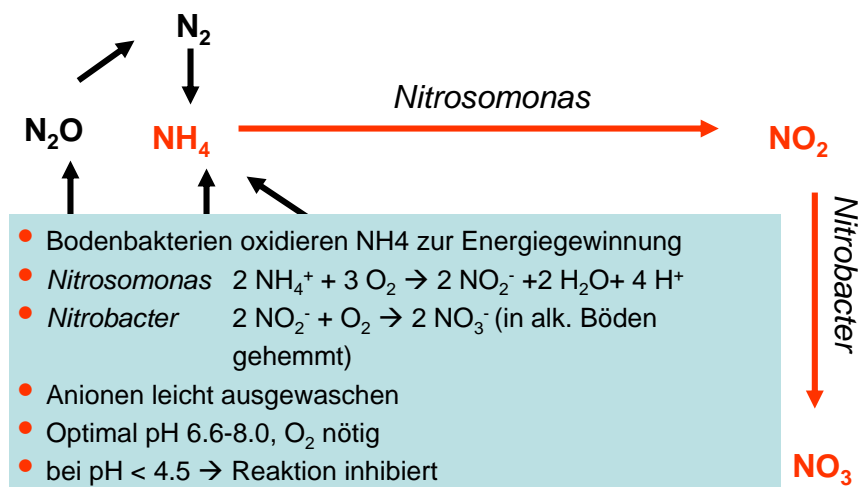 N₂
Nitrosomonas
N₂O NH₄ NO₂
Nitrobacter
• Bodenbakterien oxidieren NH4 zur Energiegewinnung
• Nitrosomonas 2 NH₄⁺ + 3 O₂ → 2 NO₂⁻ +2 H₂O+ 4 H⁺
• Nitrobacter 2 NO₂⁻ + O₂ → 2 NO₃⁻ (in alk. Böden
gehemmt)
• Anionen leicht ausgewaschen
• Optimal pH 6.6-8.0, O₂ nötig
• bei pH < 4.5 → Reaktion inhibiert
NO₃